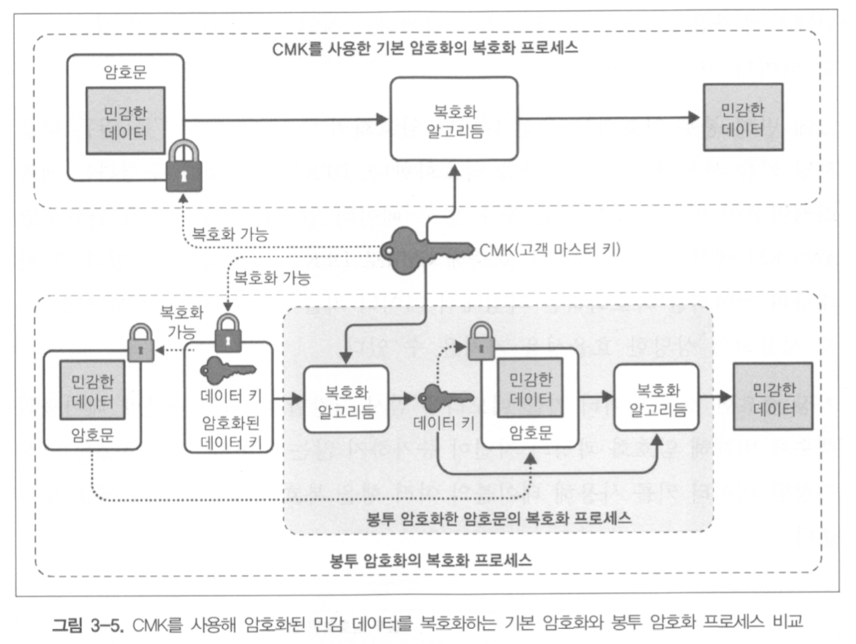 CMK를 사용한 기본 암호화의 복호화 프로세스
암호문
민감한
데이터
복호화
알고리듬
민감한
데이터
복호화 가능
CMK(고객 마스터 키)
복호화 가능
복호화
가능
민감한
데이터
암호문
데이터 키
암호화된
데이터 키
복호화
알고리듬
데이터 키
민감한
데이터
암호문
복호화
알고리듬
민감한
데이터
봉투 암호화한 암호문의 복호화 프로세스
봉투 암호화의 복호화 프로세스
그림 3-5. CMK를 사용해 암호화된 민감 데이터를 복호화하는 기본 암호화와 봉투 암호화 프로세스 비교